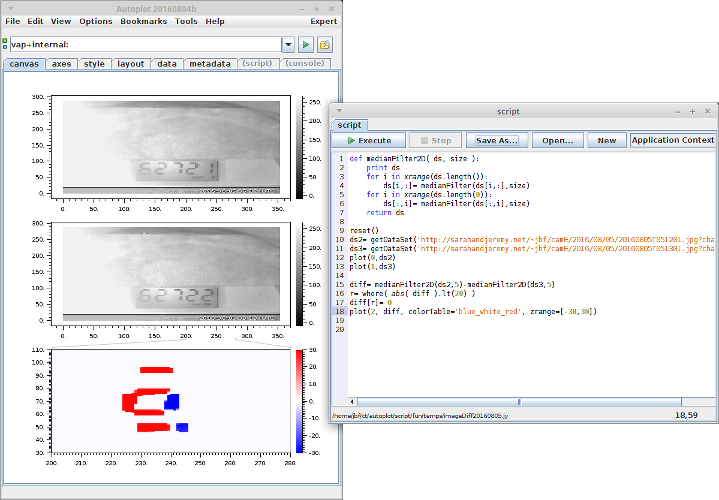 Autoplot 20160804b
File Edit View Options Bookmarks Tools Help Expert
vap+internal:
canvas axes style layout data metadata (script) (console)
300.
250.
200.
150.
100.
50.
0.
0. 50. 100. 150. 200. 250. 300. 350.
250.
200.
150.
100.
50.
0.
62721
300.
250.
200.
150.
100.
50.
0.
0. 50. 100. 150. 200. 250. 300. 350.
250.
200.
150.
100.
50.
0.
62722
110.
100.
90.
80.
70.
60.
50.
40.
30.
200. 210. 220. 230. 240. 250. 260. 270. 280.
30.
20.
10.
0.
-10.
-20.
-30.
script
script
Execute Stop Save As... Open... New Application Context
1 def medianFilter2D( ds, size ):
2 print ds
3 for i in xrange(ds.length()):
4 ds[i,:]= medianFilter(ds[i,:],size)
5 for i in xrange(ds.length(0)):
6 ds[:,i]= medianFilter(ds[:,i],size)
7 return ds
8
9 reset()
10 ds2= getDataSet('http://sarahandjeremy.net/~jbf/camE/2016/08/05/20160805T051201.jpg?cha
11 ds3= getDataSet('http://sarahandjeremy.net/~jbf/camE/2016/08/05/20160805T051301.jpg?cha
12 plot(0,ds2)
13 plot(1,ds3)
14
15 diff= medianFilter2D(ds2,5)-medianFilter2D(ds3,5)
16 r= where( abs( diff ).lt(20) )
17 diff[r]= 0
18 plot(2, diff, colorTable='blue_white_red', zrange=[-30,30])
19
20
/home/jbf/ct/autoplot/script/fun/temps/imageDiff20160805.jy 18,59